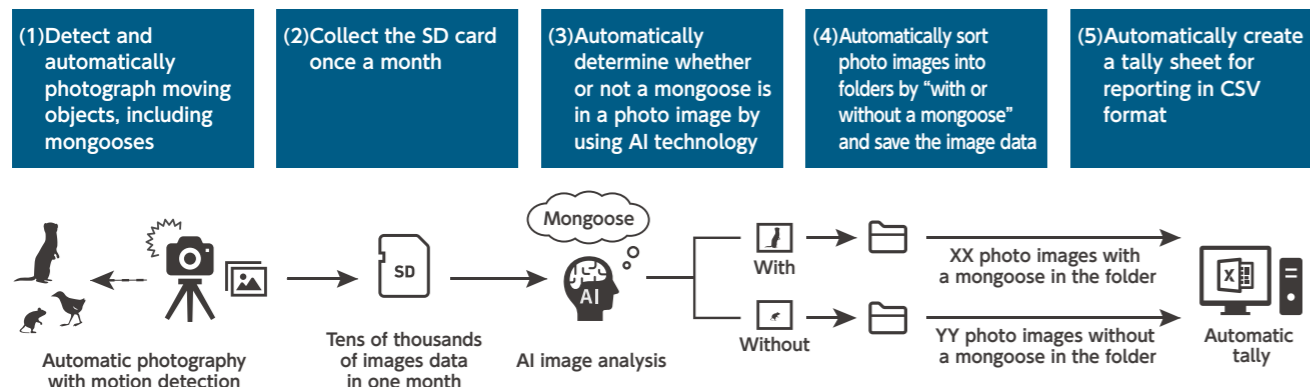 (1)Detect and
automatically
photograph moving
objects, including
mongooses
(2)Collect the SD card
once a month
(3)Automatically
determine whether
or not a mongoose is
in a photo image by
using AI technology
(4)Automatically sort
photo images into
folders by “with or
without a mongoose”
and save the image data
(5)Automatically create
a tally sheet for
reporting in CSV
format
Automatic photography
with motion detection
SD
Tens of thousands
of images data
in one month
Mongoose
AI
AI image analysis
With
Without
XX photo images with
a mongoose in the folder
YY photo images without
a mongoose in the folder
X
Automatic
tally